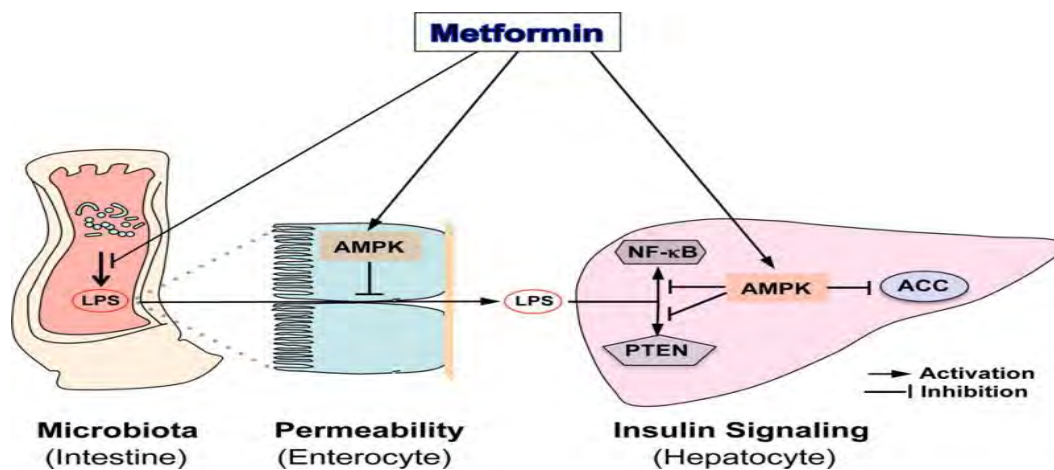 Metformin
AMPK
NF-κB
LPS
LPS
AMPK
ACC
PTEN
Activation
Inhibition
Microbiota
(Intestine)
Permeability
(Enterocyte)
Insulin Signaling
(Hepatocyte)